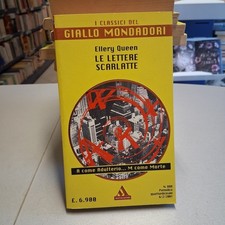 I CLASSICI DEL
GIALLO MONDADORI
Ellery Queen
LE LETTERE
SCARLATTE
A come Adulterio... M come Morte
£. 6.900